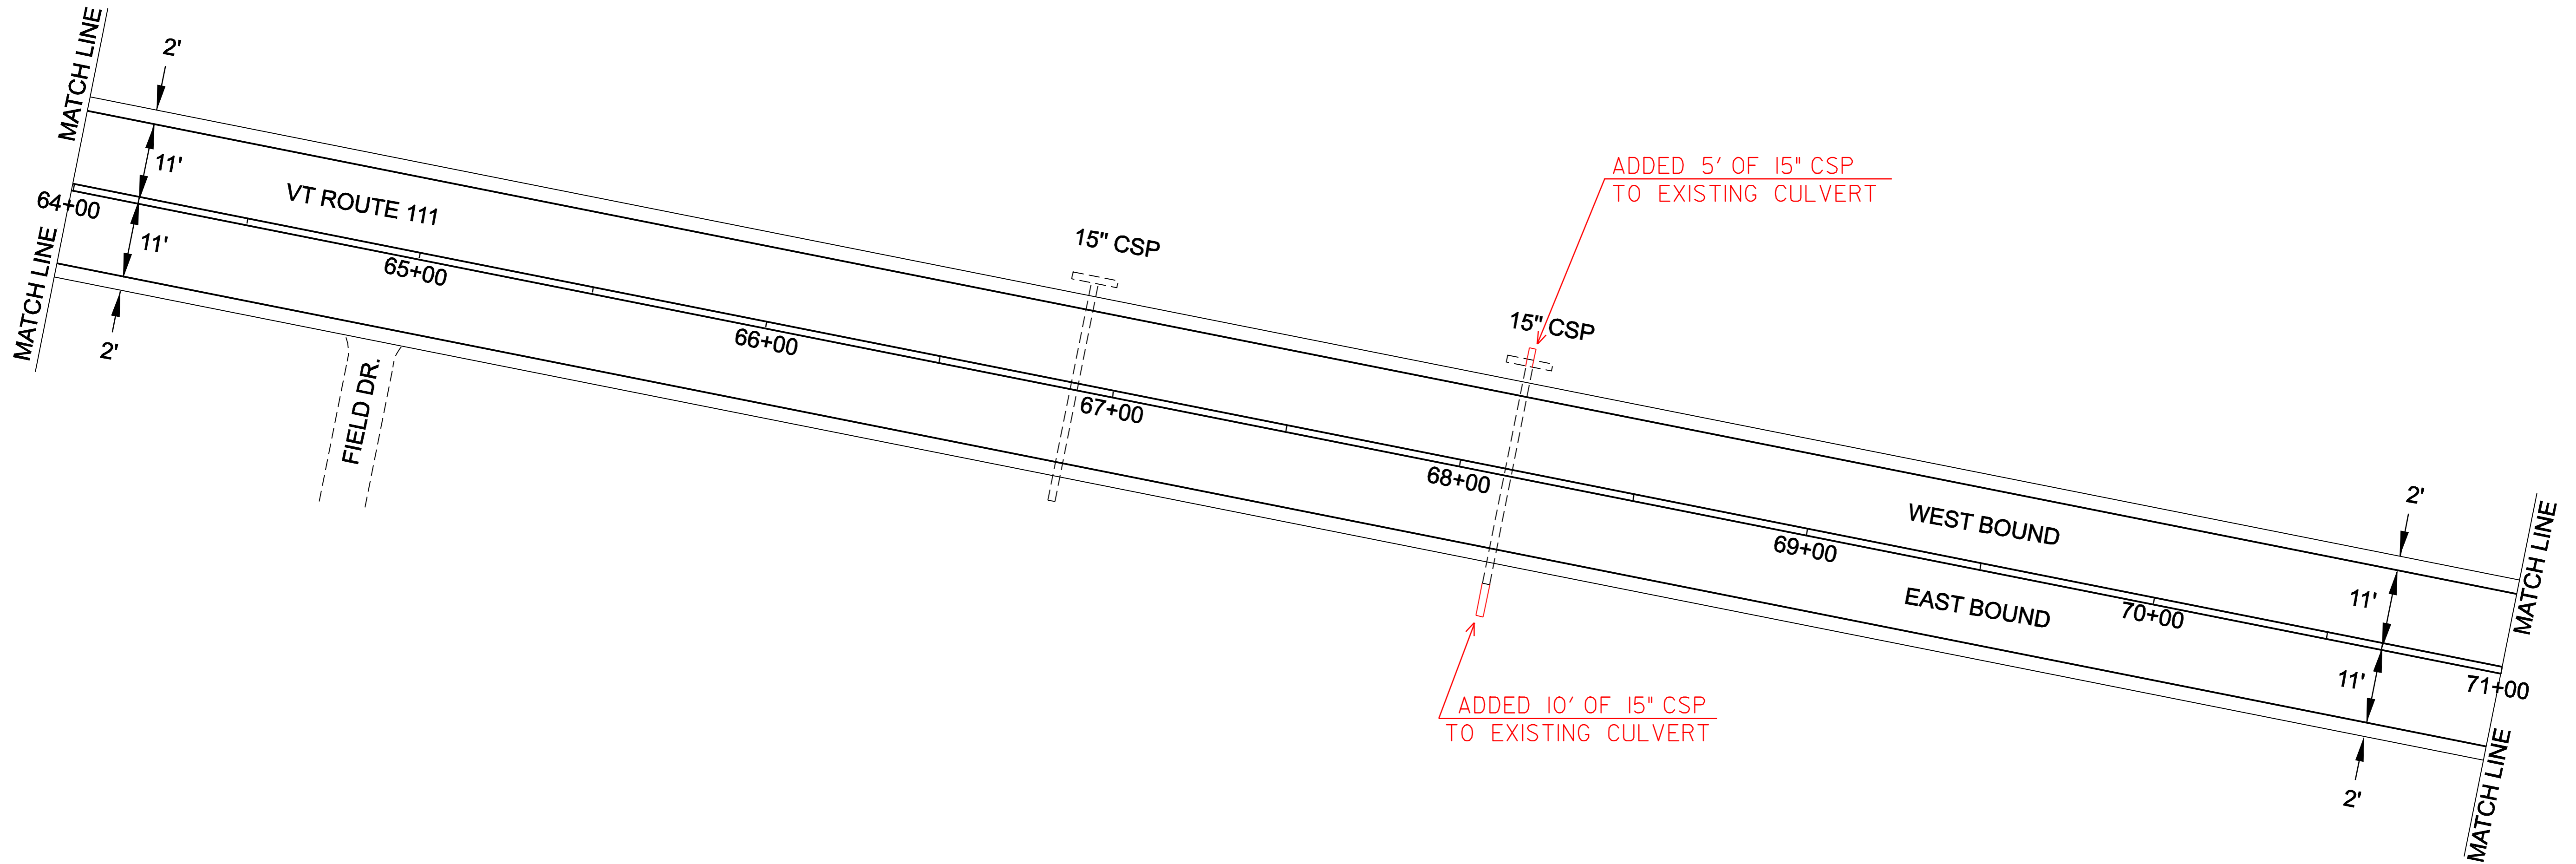 MATCH LINE
2'
11'
VT ROUTE 111
64+00
11'
MATCH LINE
2'
65+00
FIELD DR.
15" CSP
66+00
67+00
ADDED 5' OF 15" CSP
TO EXISTING CULVERT
15" CSP
68+00
ADDED 10' OF 15" CSP
TO EXISTING CULVERT
WEST BOUND
69+00
EAST BOUND
70+00
2'
11'
MATCH LINE
11'
71+00
2'
MATCH LINE